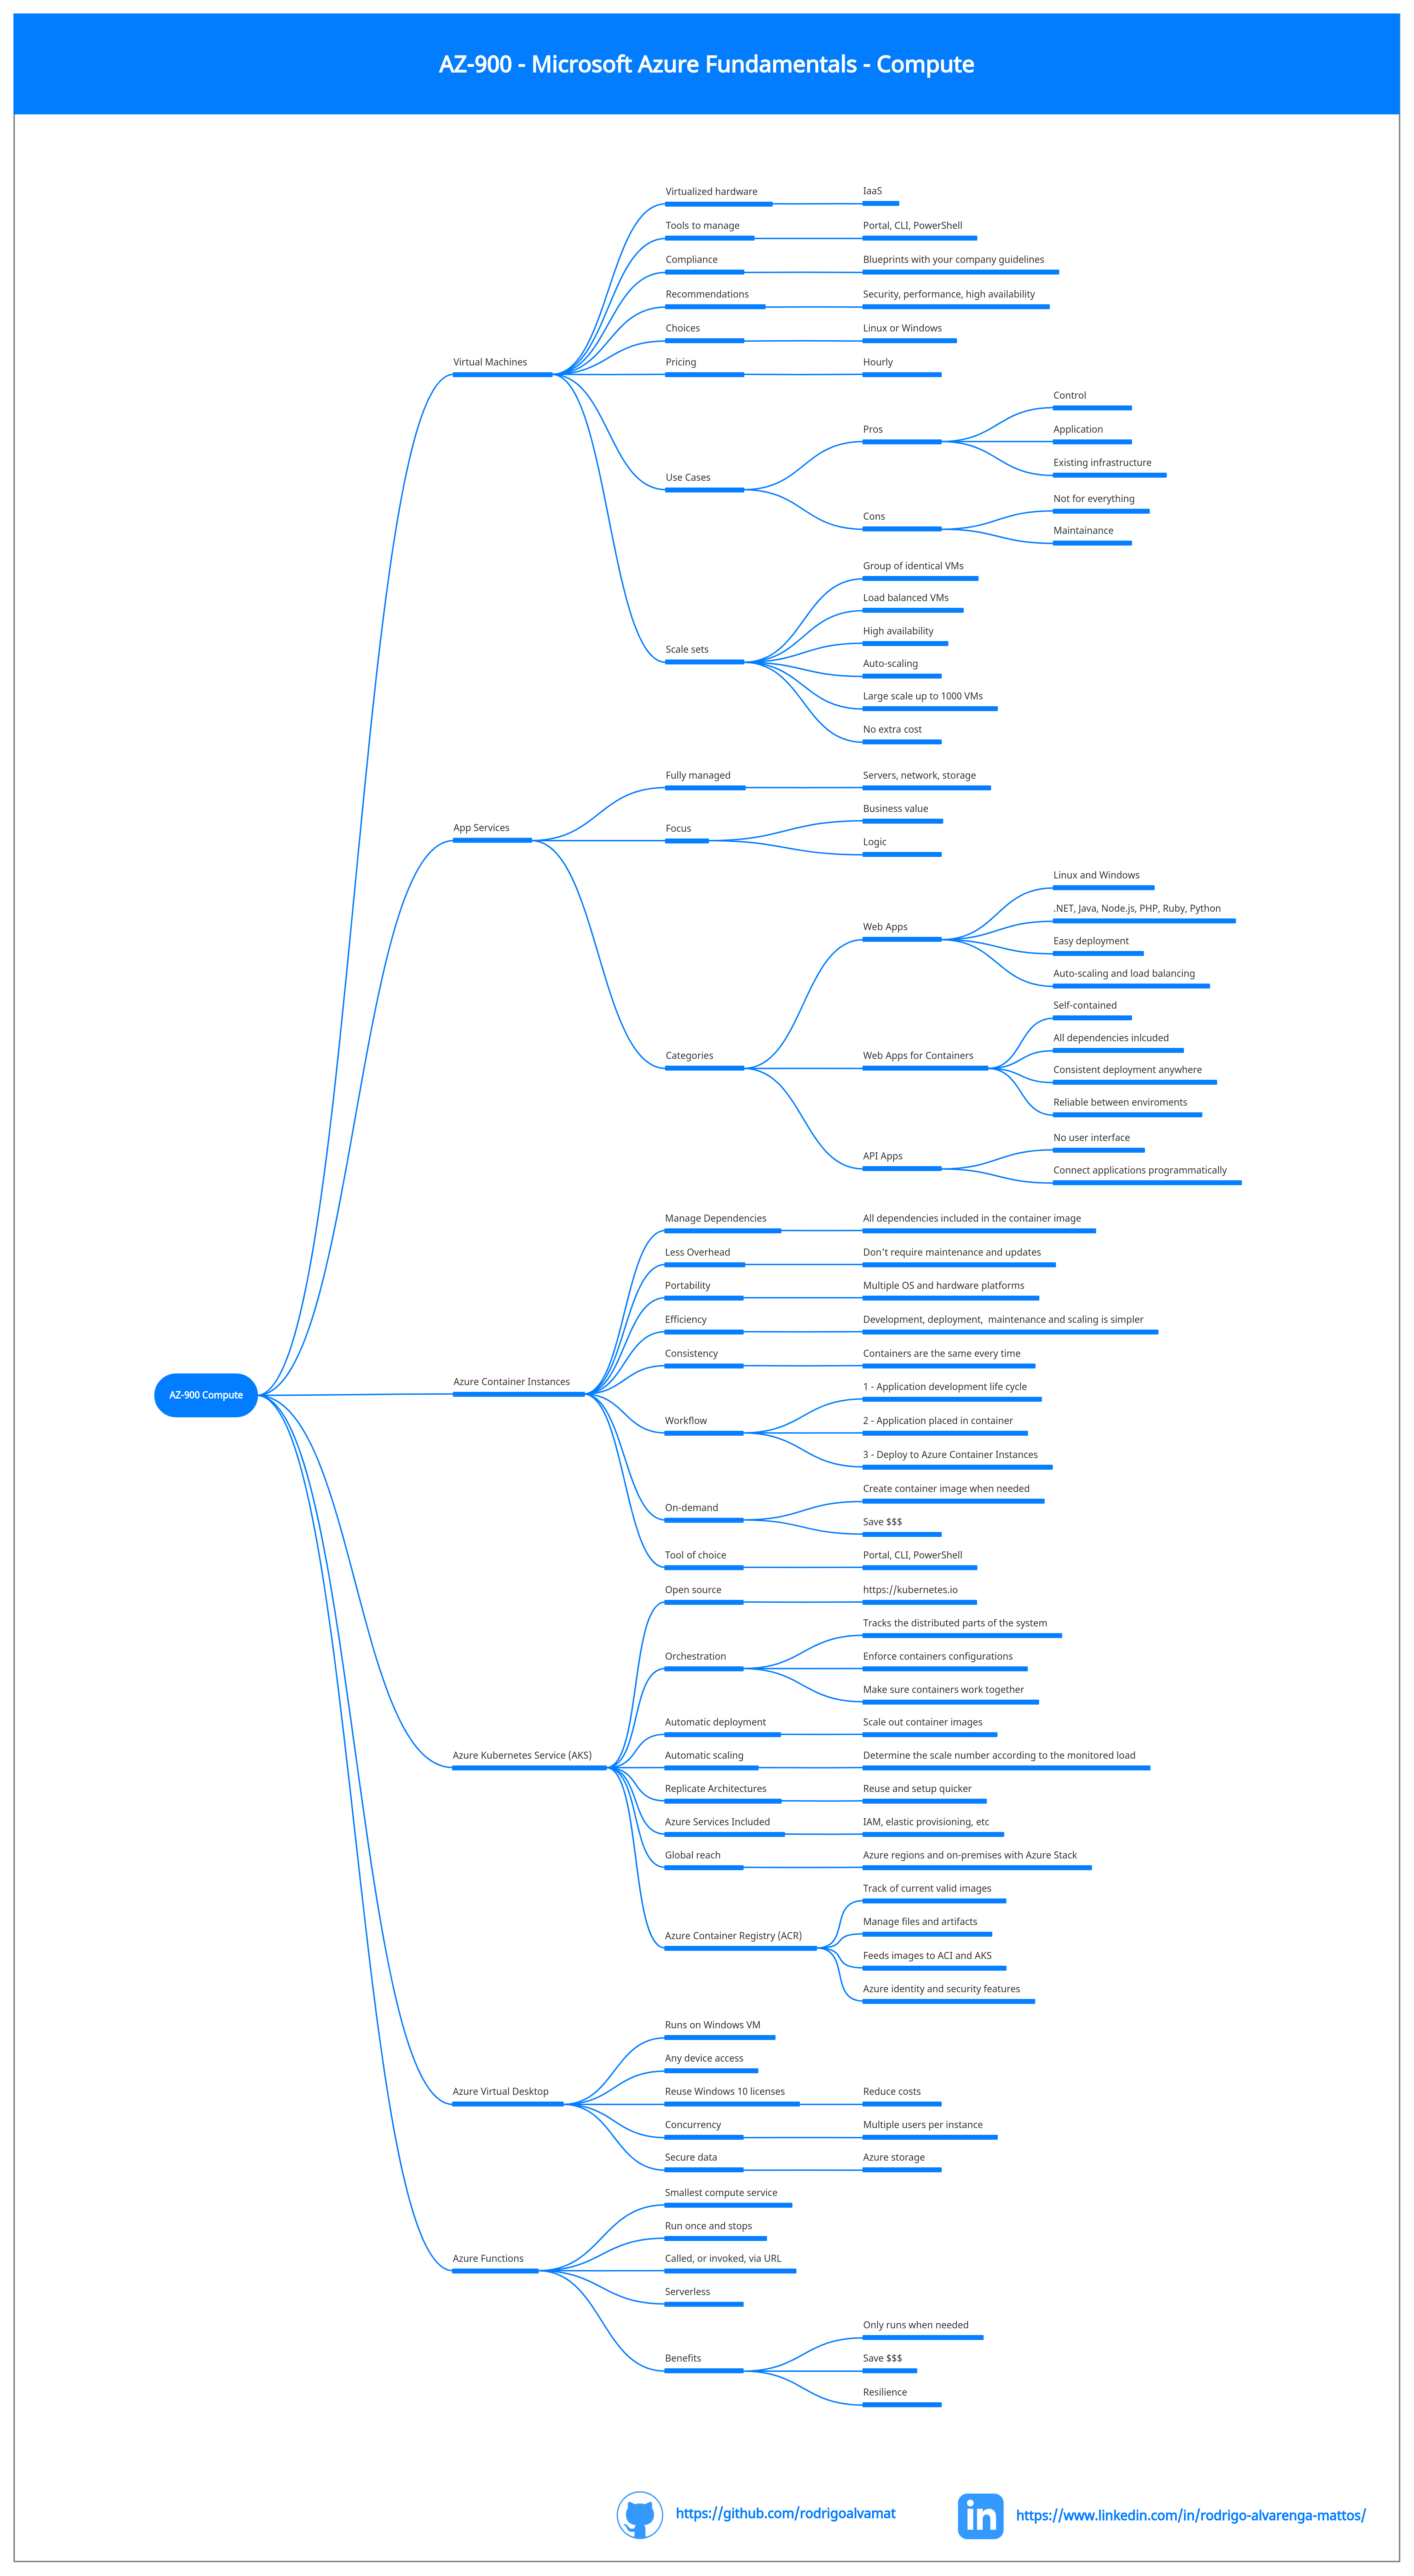 AZ-900 - Microsoft Azure Fundamentals - Compute
AZ-900 Compute
Virtual Machines
Virtualized hardware
IaaS
Tools to manage
Portal, CLI, PowerShell
Compliance
Blueprints with your company guidelines
Recommendations
Security, performance, high availability
Choices
Linux or Windows
Pricing
Hourly
Use Cases
Pros
Control
Application
Existing infrastructure
Cons
Not for everything
Maintainance
Scale sets
Group of identical VMs
Load balanced VMs
High availability
Auto-scaling
Large scale up to 1000 VMs
No extra cost
App Services
Fully managed
Servers, network, storage
Focus
Business value
Logic
Categories
Web Apps
Linux and Windows
.NET, Java, Node.js, PHP, Ruby, Python
Easy deployment
Auto-scaling and load balancing
Web Apps for Containers
Self-contained
All dependencies inlcuded
Consistent deployment anywhere
Reliable between enviroments
API Apps
No user interface
Connect applications programmatically
Azure Container Instances
Manage Dependencies
All dependencies included in the container image
Less Overhead
Don't require maintenance and updates
Portability
Multiple OS and hardware platforms
Efficiency
Development, deployment,  maintenance and scaling is simpler
Consistency
Containers are the same every time
Workflow
1 - Application development life cycle
2 - Application placed in container
3 - Deploy to Azure Container Instances
On-demand
Create container image when needed
Save $$$
Tool of choice
Portal, CLI, PowerShell
Azure Kubernetes Service (AKS)
Open source
https://kubernetes.io
Orchestration
Tracks the distributed parts of the system
Enforce containers configurations
Make sure containers work together
Automatic deployment
Scale out container images
Automatic scaling
Determine the scale number according to the monitored load
Replicate Architectures
Reuse and setup quicker
Azure Services Included
IAM, elastic provisioning, etc
Global reach
Azure regions and on-premises with Azure Stack
Azure Container Registry (ACR)
Track of current valid images
Manage files and artifacts
Feeds images to ACI and AKS
Azure identity and security features
Azure Virtual Desktop
Runs on Windows VM
Any device access
Reuse Windows 10 licenses
Reduce costs
Concurrency
Multiple users per instance
Secure data
Azure storage
Azure Functions
Smallest compute service
Run once and stops
Called, or invoked, via URL
Serverless
Benefits
Only runs when needed
Save $$$
Resilience
https://github.com/rodrigoalvamat
in
https://www.linkedin.com/in/rodrigo-alvarenga-mattos/